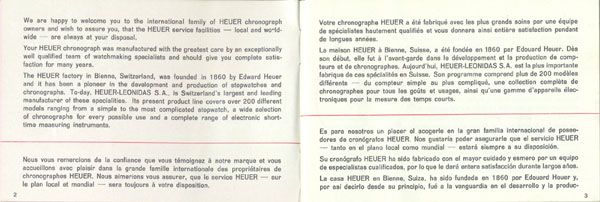 We are happy to welcome you to the international family of HEUER chronograph
owners and wish to assure you, that the HEUER service facilities — local and world-
wide — are always at your disposal.
Your HEUER chronograph was manufactured with the greatest care by an exceptionally
well qualified team of watchmaking specialists and should give you complete satis-
faction for many years.
The HEUER factory in Bienne, Switzerland, was founded in 1860 by Edward Heuer
and it has been a pioneer in the development and production of stopwatches and
chronographs. To-day, HEUER-LEONIDAS S.A., is Switzerland's largest and leading
manufacturer of these specialities. Its present product line covers over 200 different
models ranging from a simple to the most complicated stopwatch, a wide selection
of chronographs for every possible use and a complete range of electronic short-
time measuring instruments.
Nous vous remercions de la confiance que vous témoignez à notre marque et vous
accueillons avec plaisir dans la grande famille internationale des propriétaires de
chronographes HEUER. Nous aimerions vous assurer, que le service HEUER — sur
le plan local et mondial — sera toujours à votre disposition.
2
Votre chronographe HEUER a été fabriqué avec les plus grands soins par une équipe
de spécialistes hautement qualifiés et vous donnera ainsi entière satisfaction pendant
de longues années.
La maison HEUER à Bienne, Suisse, a été fondée en 1860 par Edouard Heuer. Dès
son début, elle fut à l'avant-garde dans le développement et la production de comp-
teurs et de chronographes. Aujourd'hui, HEUER-LEONIDAS S.A. est la plus importante
fabrique de ces spécialités en Suisse. Son programme comprend plus de 200 modèles
différents — du compteur simple au plus compliqué, une collection complète de
chronographes pour tous les goûts et usages, ainsi qu'une gamme d'appareils élec-
troniques pour la mesure des temps courts.
Es para nosotros un placer el acogerle en la gran familia internacional de posee-
dores de cronógrafos HEUER. Nos gustaría poder asegurarle que el servicio HEUER
— tanto en el plano local como mondial — estará siempre a su disposición.
Su cronógrafo HEUER ha sido fabricado con el mayor cuidado y esmero por un equipo
de especialistas cualificados, por lo que le dará entera satisfacción durante largos años.
La casa HEUER en Bienne, Suiza. ha sido fundada en 1860 por Edouard Heuer y,
por así decirlo desde su principio, fué a la vanguardia en el desarrollo y la produc-
3